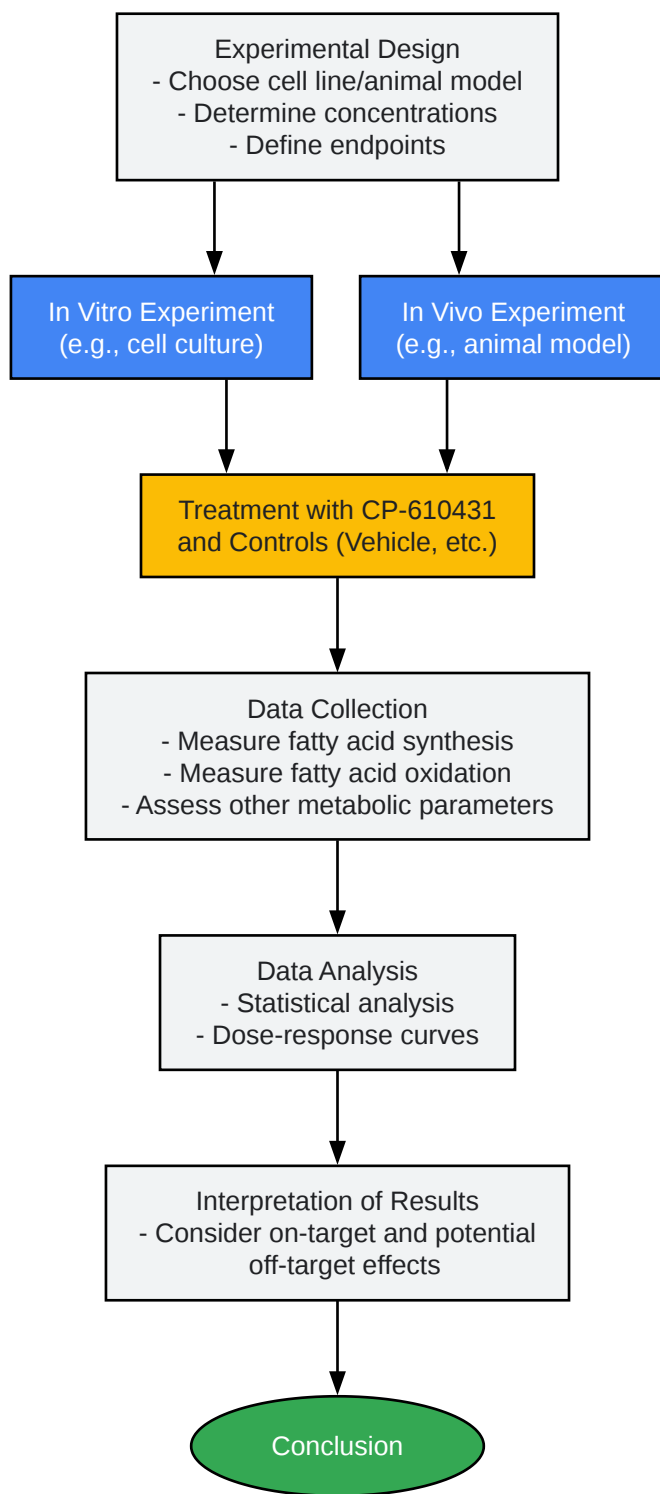 Experimental Design
- Choose cell line/animal model
- Determine concentrations
- Define endpoints
In Vitro Experiment
(e.g., cell culture)
In Vivo Experiment
(e.g., animal model)
Treatment with CP-610431
and Controls (Vehicle, etc.)
Data Collection
- Measure fatty acid synthesis
- Measure fatty acid oxidation
- Assess other metabolic parameters
Data Analysis
- Statistical analysis
- Dose-response curves
Interpretation of Results
- Consider on-target and potential
off-target effects
Conclusion